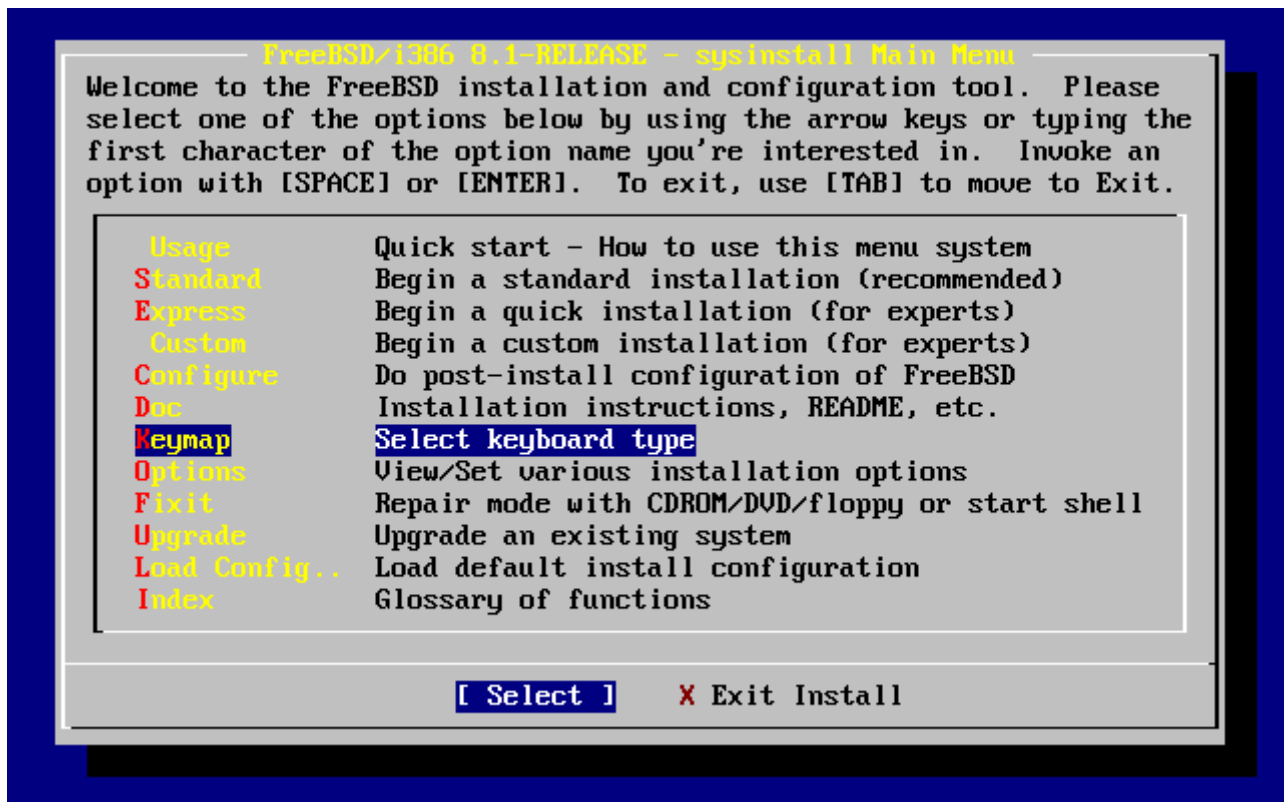 FreeBSD/i386 8.1-RELEASE - sysinstall Main Menu
Welcome to the FreeBSD installation and configuration tool.  Please
select one of the options below by using the arrow keys or typing the
first character of the option name you're interested in.  Invoke an
option with [SPACE] or [ENTER].  To exit, use [TAB] to move to Exit.
Usage Quick start - How to use this menu system
Standard Begin a standard installation (recommended)
Express Begin a quick installation (for experts)
Custom Begin a custom installation (for experts)
Configure Do post-install configuration of FreeBSD
Doc Installation instructions, README, etc.
Keymap Select keyboard type
Options View/Set various installation options
Fixit Repair mode with CDROM/DVD/floppy or start shell
Upgrade Upgrade an existing system
Load Config.. Load default install configuration
Index Glossary of functions
[ Select ] X Exit Install